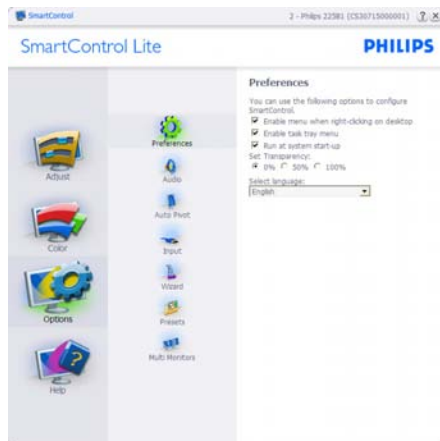 SmartControl
2 - Philips 225B1 (CS30715000001)
SmartControl Lite
PHILIPS
Adjust
Color
Options
Help
Preferences
Audio
Auto Pivot
Input
Wizard
Presets
Multi Monitors
Preferences
You can use the following options to configure
SmartControl.
Enable menu when right-clicking on desktop
Enable task tray menu
Run at system start-up
Set Transparency:
0% 50% 100%
Select language:
English